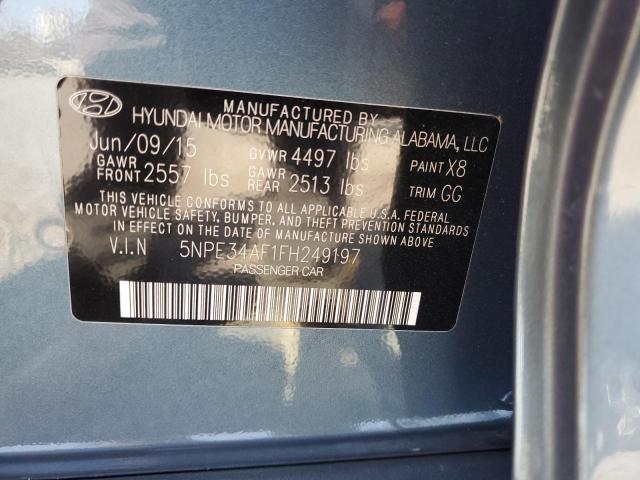 MANUFACTURED BY
HYUNDAI MOTOR MANUFACTURING ALABAMA, LLC
Jun/09/15 GVWR 4497 lbs PAINT X8
GAWR FRONT 2557 lbs GAWR REAR 2513 lbs TRIM GG
THIS VEHICLE CONFORMS TO ALL APPLICABLE U.S.A. FEDERAL
MOTOR VEHICLE SAFETY, BUMPER, AND THEFT PREVENTION STANDARDS
IN EFFECT ON THE DATE OF MANUFACTURE SHOWN ABOVE.
V.I.N 5NPE34AF1FH249197
PASSENGER CAR